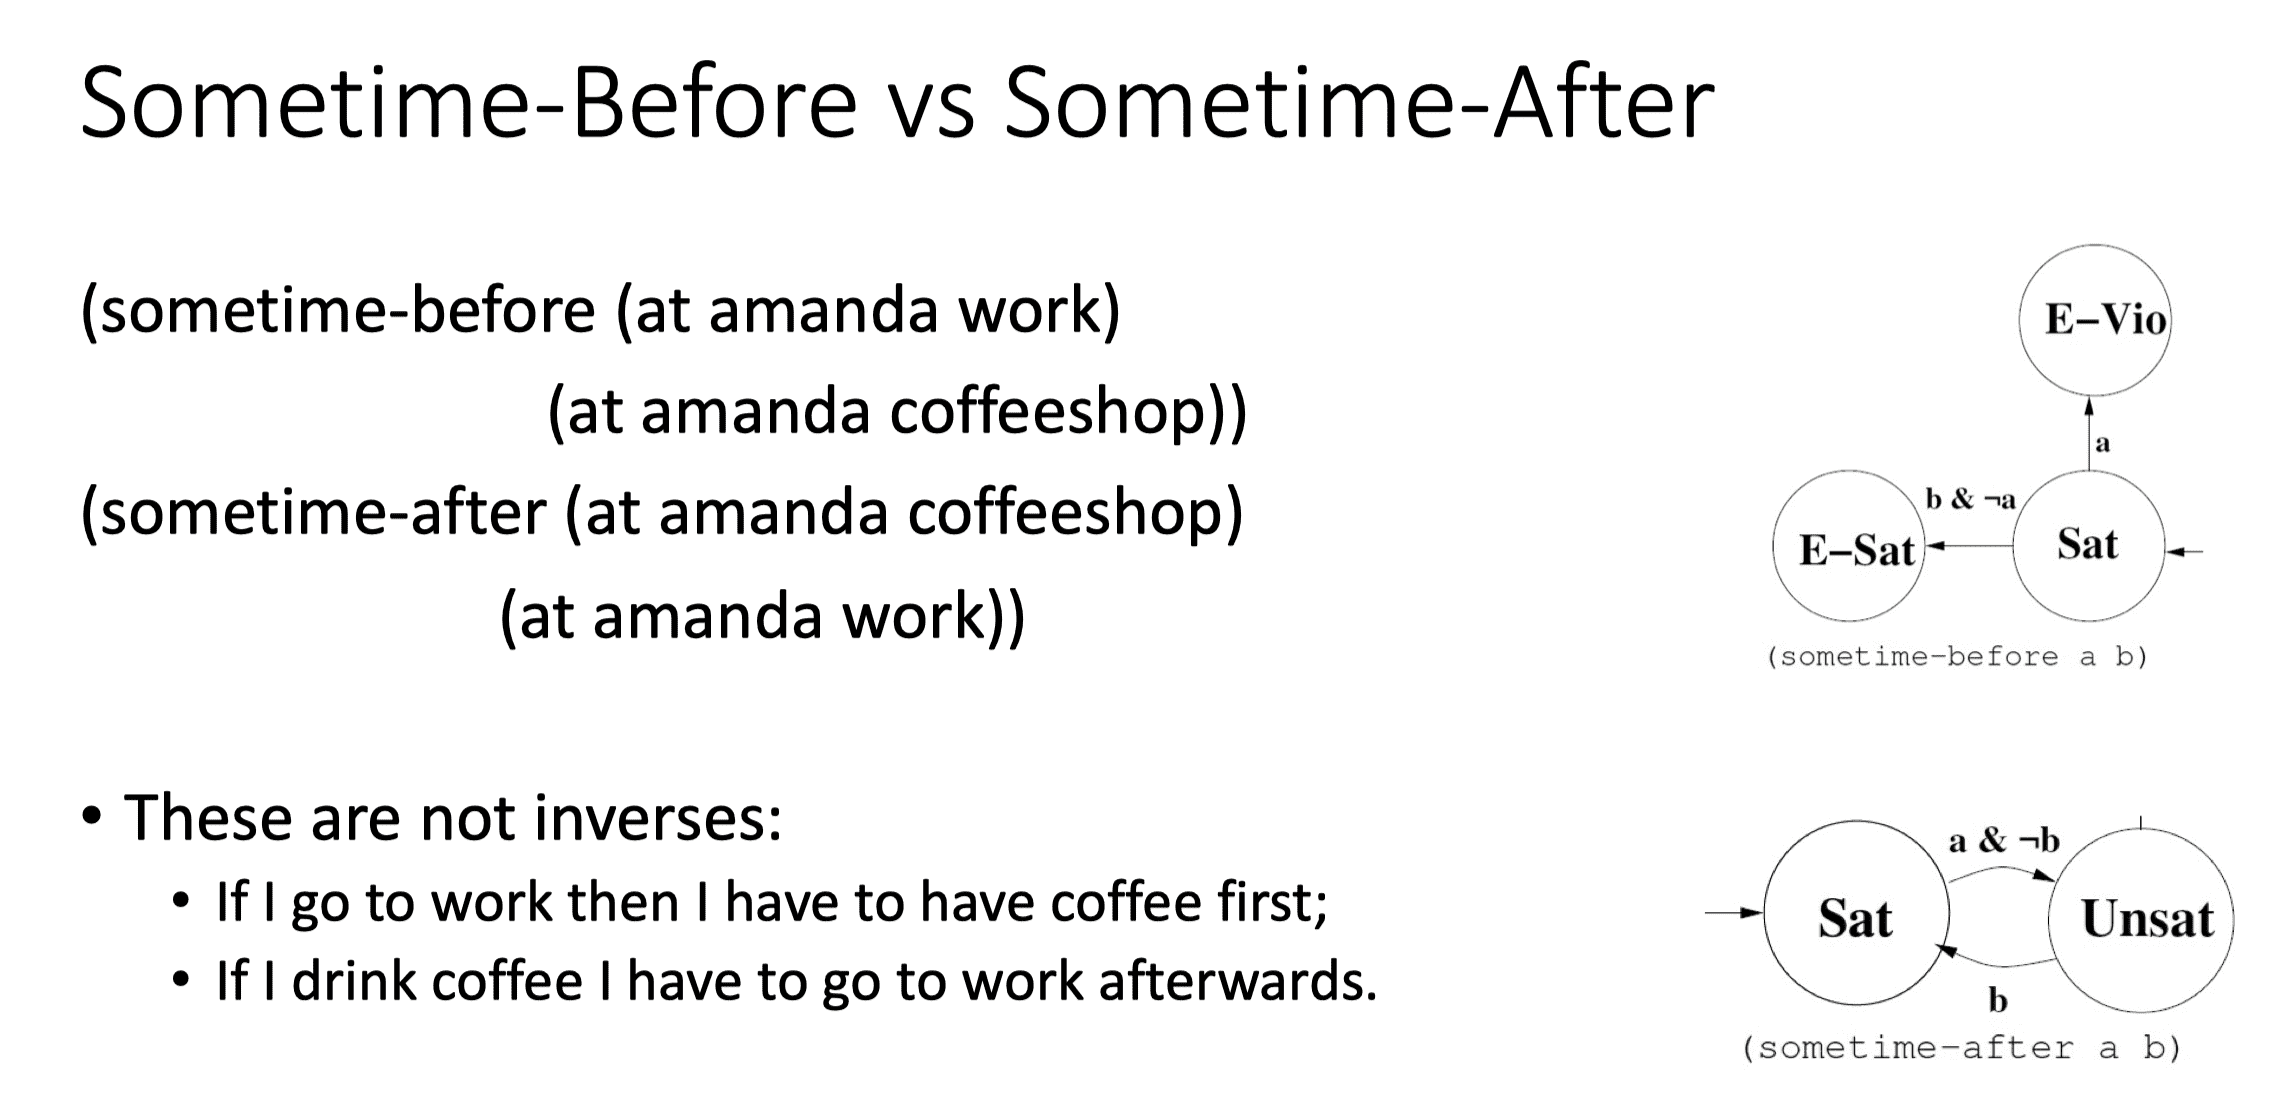 Sometime-Before vs Sometime-After
(sometime-before (at amanda work)
(at amanda coffeeshop))
(sometime-after (at amanda coffeeshop)
(at amanda work))
• These are not inverses:
• If I go to work then I have to have coffee first;
• If I drink coffee I have to go to work afterwards.
E–Vio
a
b & ¬a
E–Sat
Sat
(sometime-before a b)
a & ¬b
Sat
Unsat
b
(sometime-after a b)